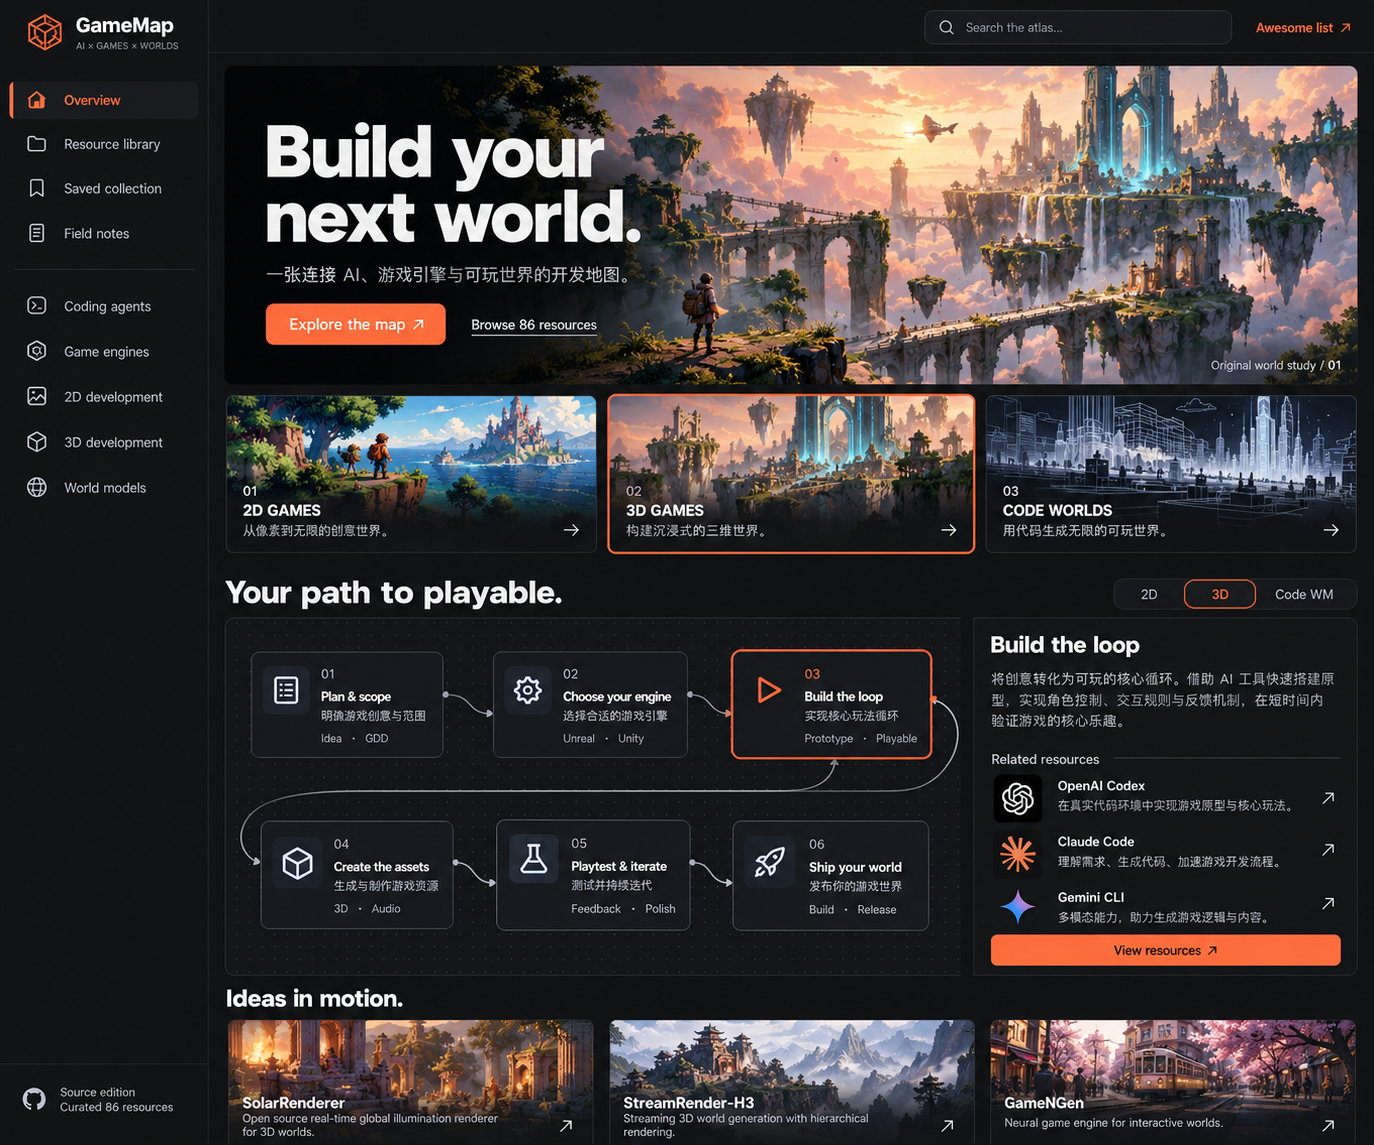 GameMap
AI × GAMES × WORLDS
Search the atlas...
Awesome list
Overview
Resource library
Saved collection
Field notes
Coding agents
Game engines
2D development
3D development
World models
Source edition
Curated 86 resources
Build your
next world.
一张连接 AI、游戏引擎与可玩世界的开发地图。
Explore the map
Browse 86 resources
Original world study / 01
01
2D GAMES
从像素到无限的创意世界。
02
3D GAMES
构建沉浸式的三维世界。
03
CODE WORLDS
用代码生成无限的可玩世界。
Your path to playable.
2D
3D
Code WM
01
Plan & scope
明确游戏创意与范围
Idea • GDD
02
Choose your engine
选择合适的游戏引擎
Unreal • Unity
03
Build the loop
实现核心玩法循环
Prototype • Playable
04
Create the assets
生成与制作游戏资源
3D • Audio
05
Playtest & iterate
测试并持续迭代
Feedback • Polish
06
Ship your world
发布你的游戏世界
Build • Release
Build the loop
将创意转化为可玩的核心循环。借助 AI 工具快速搭建原
型，实现角色控制、交互规则与反馈机制，在短时间内
验证游戏的核心乐趣。
Related resources
OpenAI Codex
在真实代码环境中实现游戏原型与核心玩法。
Claude Code
理解需求、生成代码、加速游戏开发流程。
Gemini CLI
多模态能力，助力生成游戏逻辑与内容。
View resources
Ideas in motion.
SolarRenderer
Open source real-time global illumination renderer
for 3D worlds.
StreamRender-H3
Streaming 3D world generation with hierarchical
rendering.
GameNGen
Neural game engine for interactive worlds.